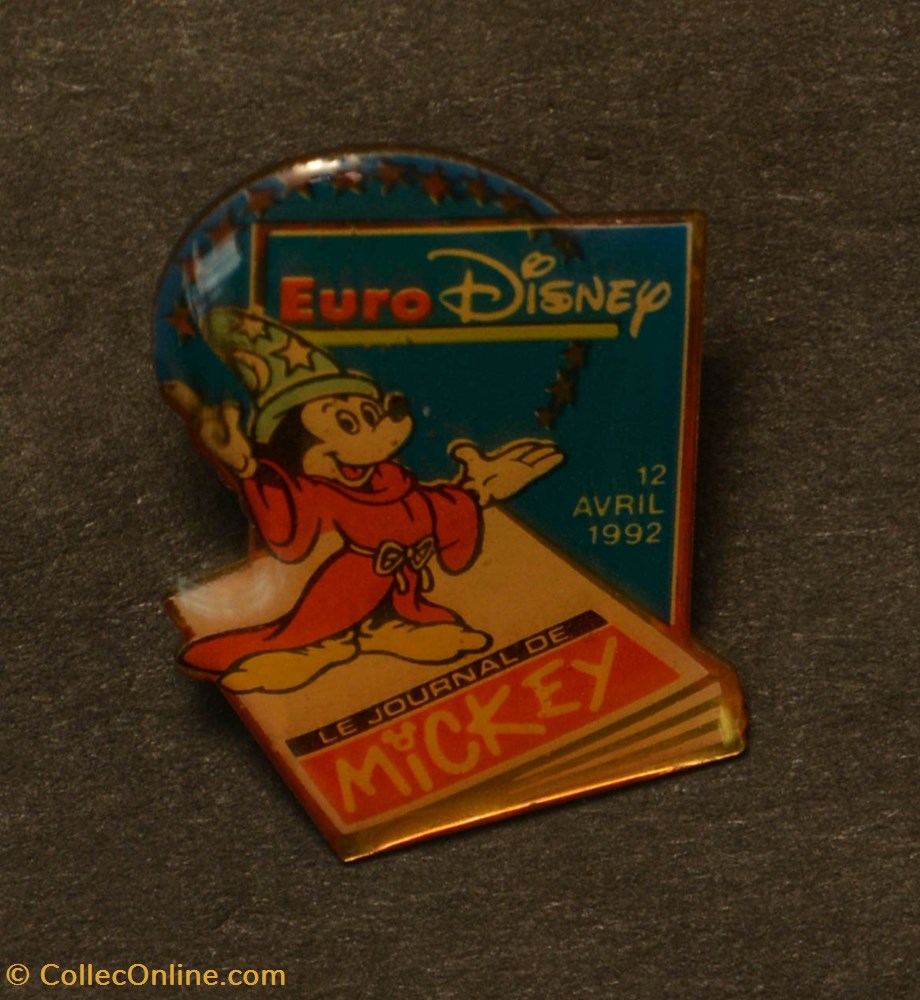 Euro Disney
12
AVRIL
1992
LE JOURNAL DE
MiCKEY
© CollecOnline.com